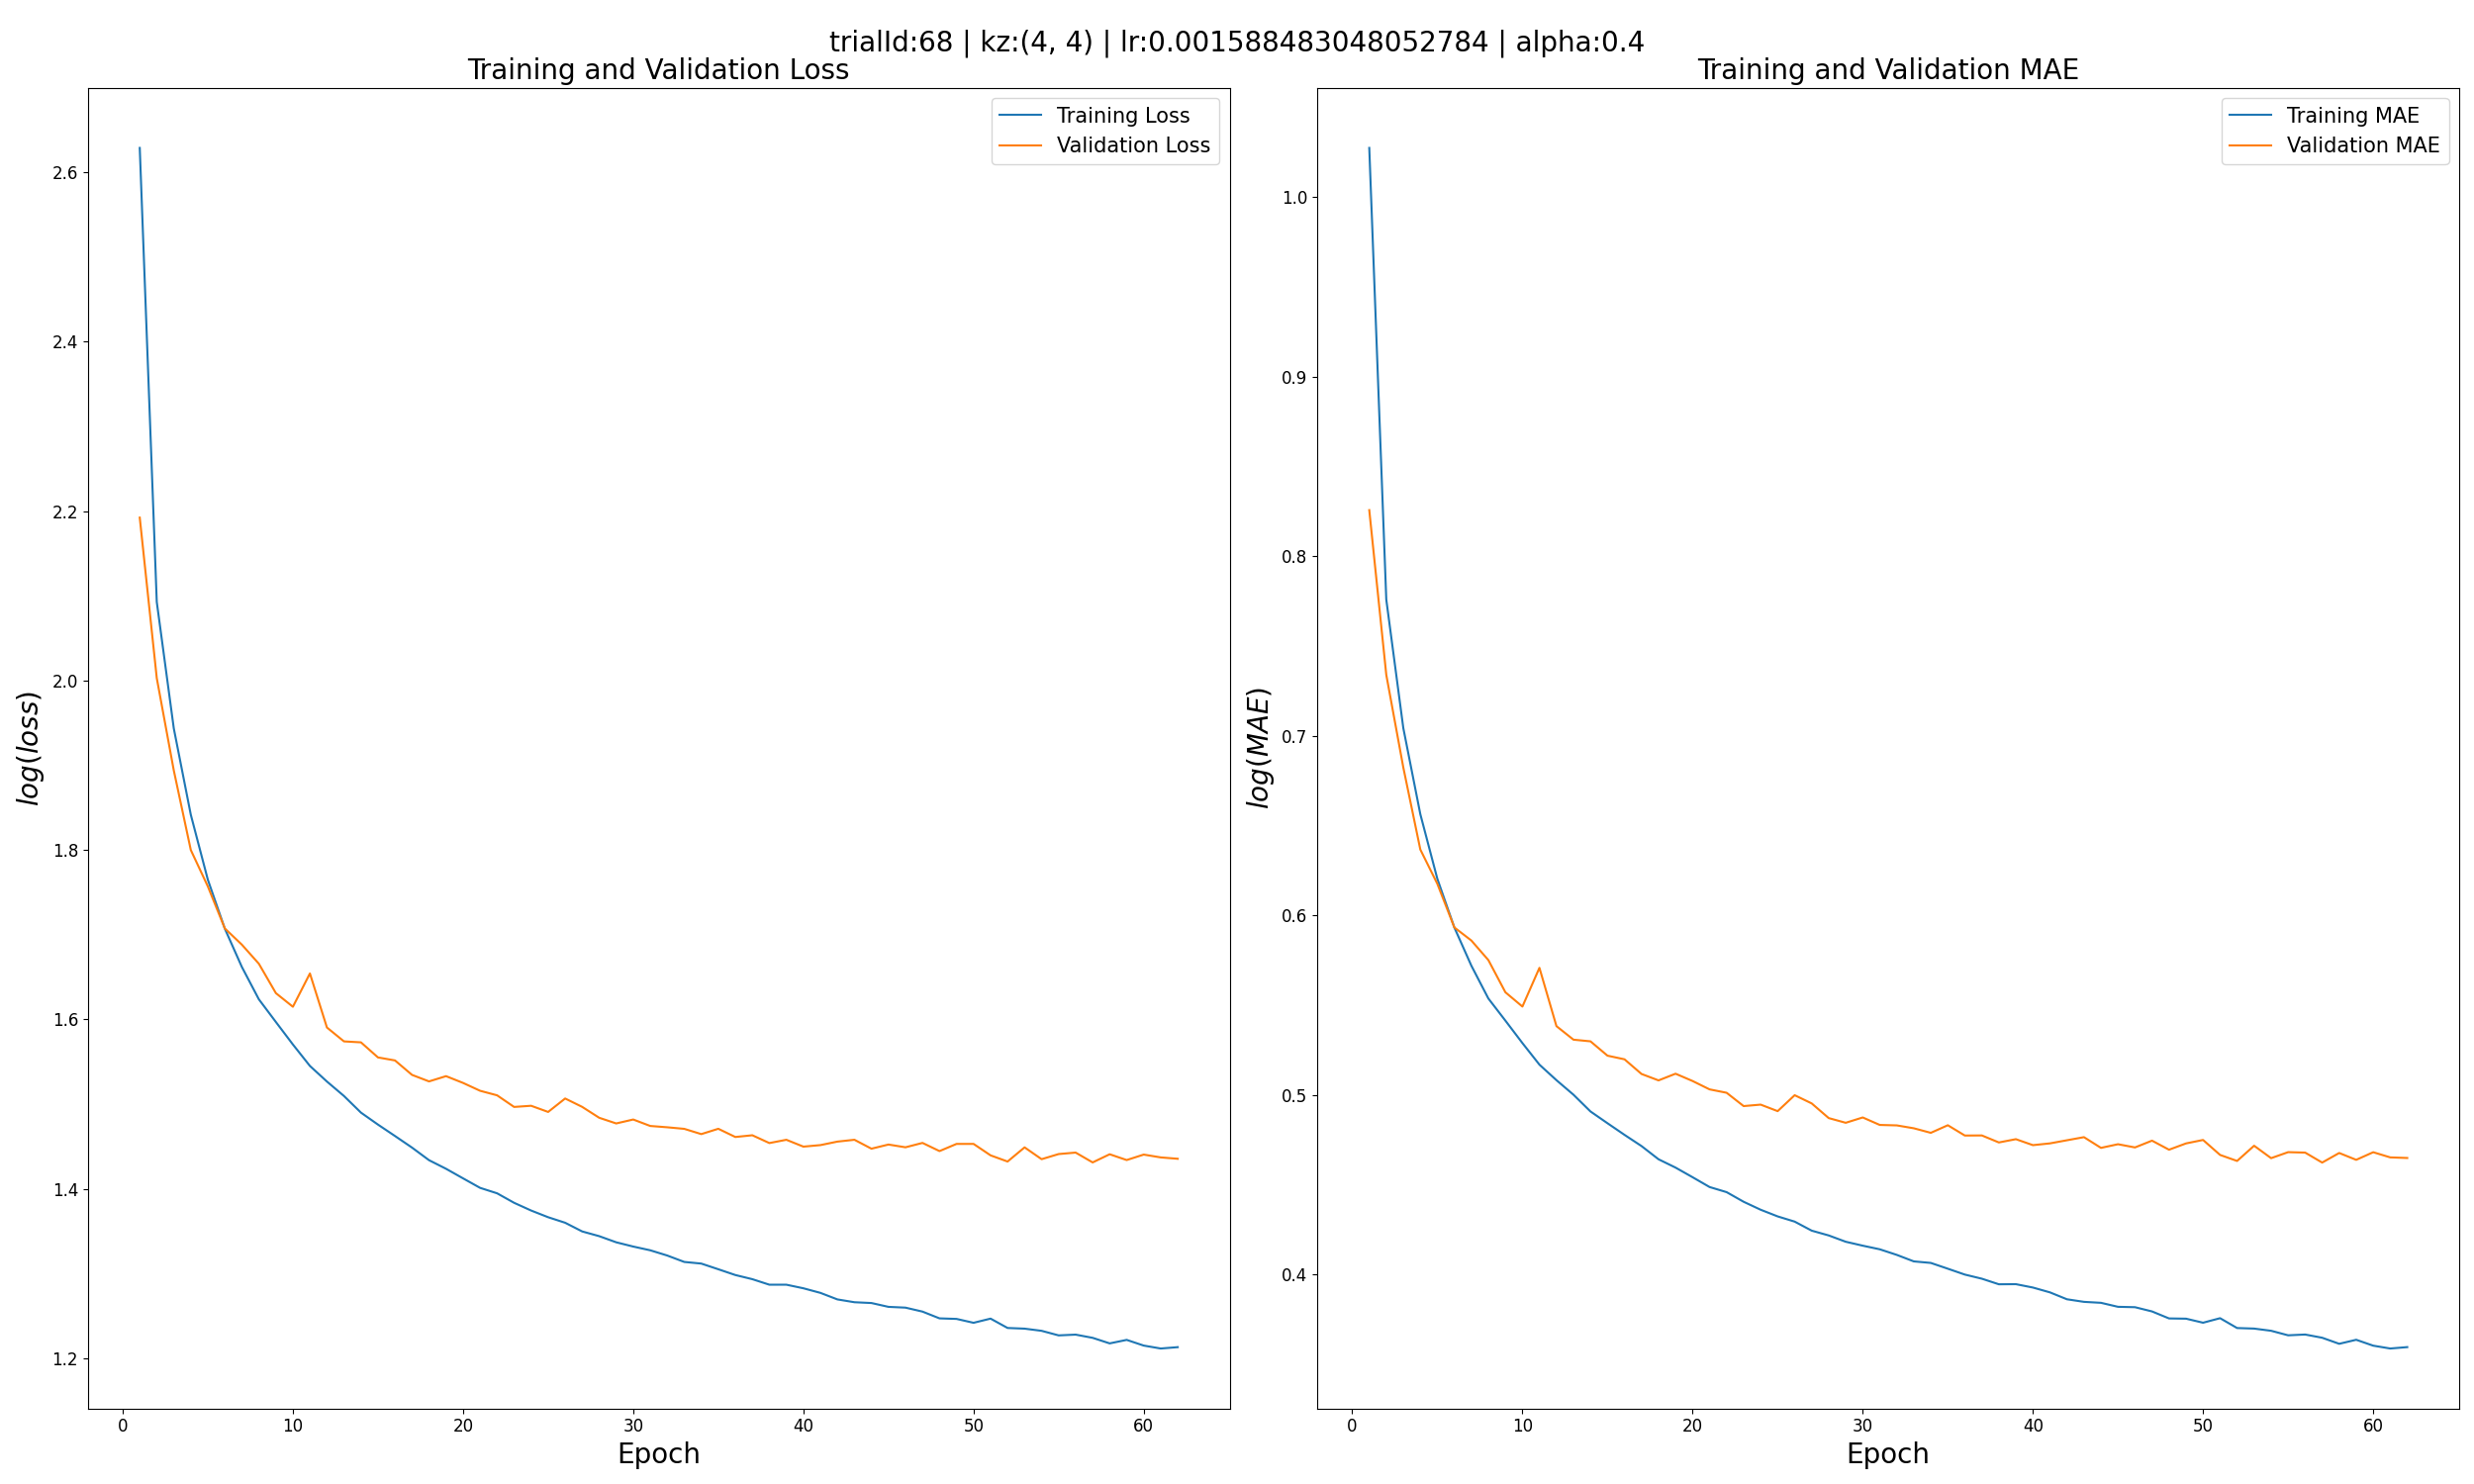 trialId:68 | kz:(4, 4) | lr:0.001588483048052784 | alpha:0.4
Training and Validation Loss
Training Loss
Validation Loss
2.6
2.4
2.2
2.0
1.8
1.6
1.4
1.2
log(loss)
0 10 20 30 40 50 60
Epoch
Training and Validation MAE
Training MAE
Validation MAE
1.0
0.9
0.8
0.7
0.6
0.5
0.4
log(MAE)
0 10 20 30 40 50 60
Epoch